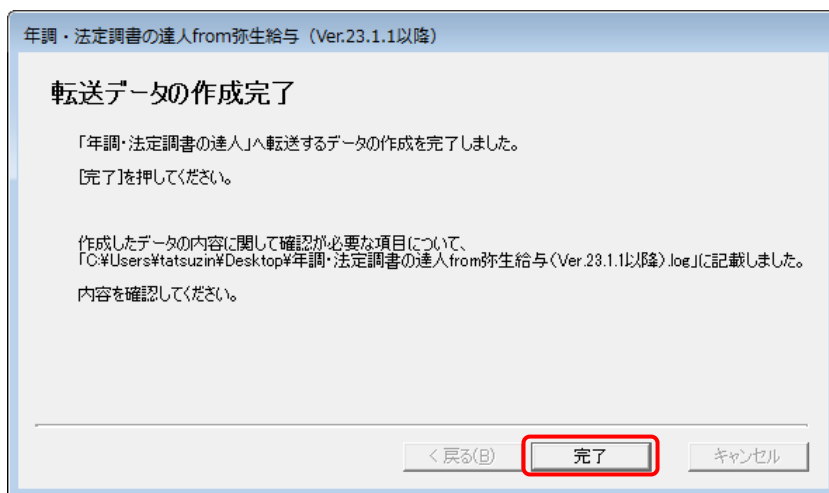 年調・法定調書の達人from弥生給与（Ver.23.1.1以降）
転送データの作成完了
「年調・法定調書の達人」へ転送するデータの作成を完了しました。
[完了]を押してください。
作成したデータの内容に関して確認が必要な項目について、
「C:¥Users¥tatsuzin¥Desktop¥年調・法定調書の達人from弥生給与(Ver.23.1.1以降).log」に記載しました。
内容を確認してください。
< 戻る(B) 完了 キャンセル